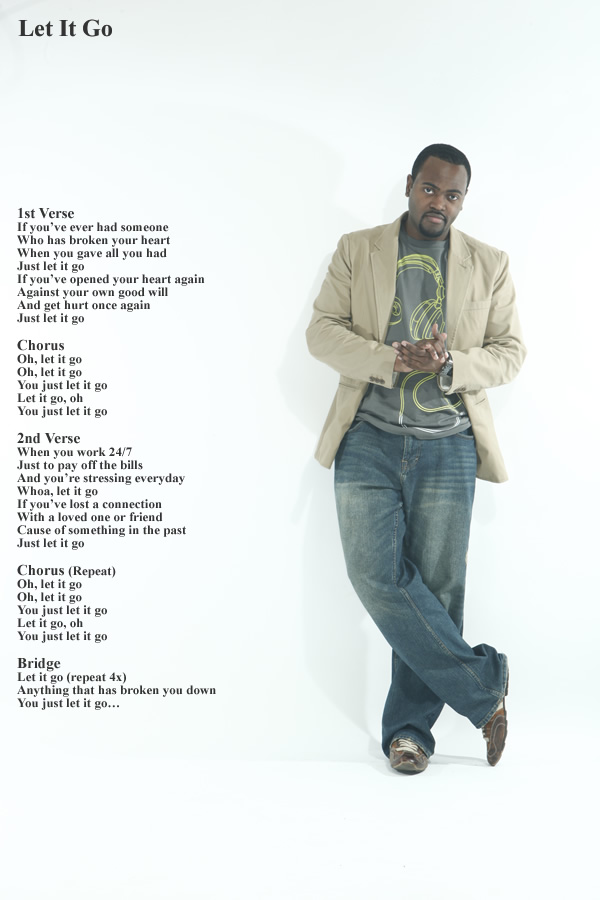 Let It Go
1st Verse
If you've ever had someone
Who has broken your heart
When you gave all you had
Just let it go
If you've opened your heart again
Against your own good will
And get hurt once again
Just let it go
Chorus
Oh, let it go
Oh, let it go
You just let it go
Let it go, oh
You just let it go
2nd Verse
When you work 24/7
Just to pay off the bills
And you're stressing everyday
Whoa, let it go
If you've lost a connection
With a loved one or friend
Cause of something in the past
Just let it go
Chorus (Repeat)
Oh, let it go
Oh, let it go
You just let it go
Let it go, oh
You just let it go
Bridge
Let it go (repeat 4x)
Anything that has broken you down
You just let it go…